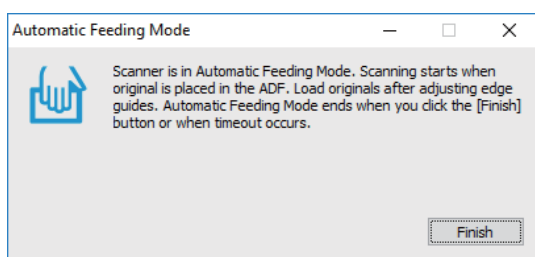 Automatic Feeding Mode
Scanner is in Automatic Feeding Mode. Scanning starts when
original is placed in the ADF. Load originals after adjusting edge
guides. Automatic Feeding Mode ends when you click the [Finish]
button or when timeout occurs.
Finish